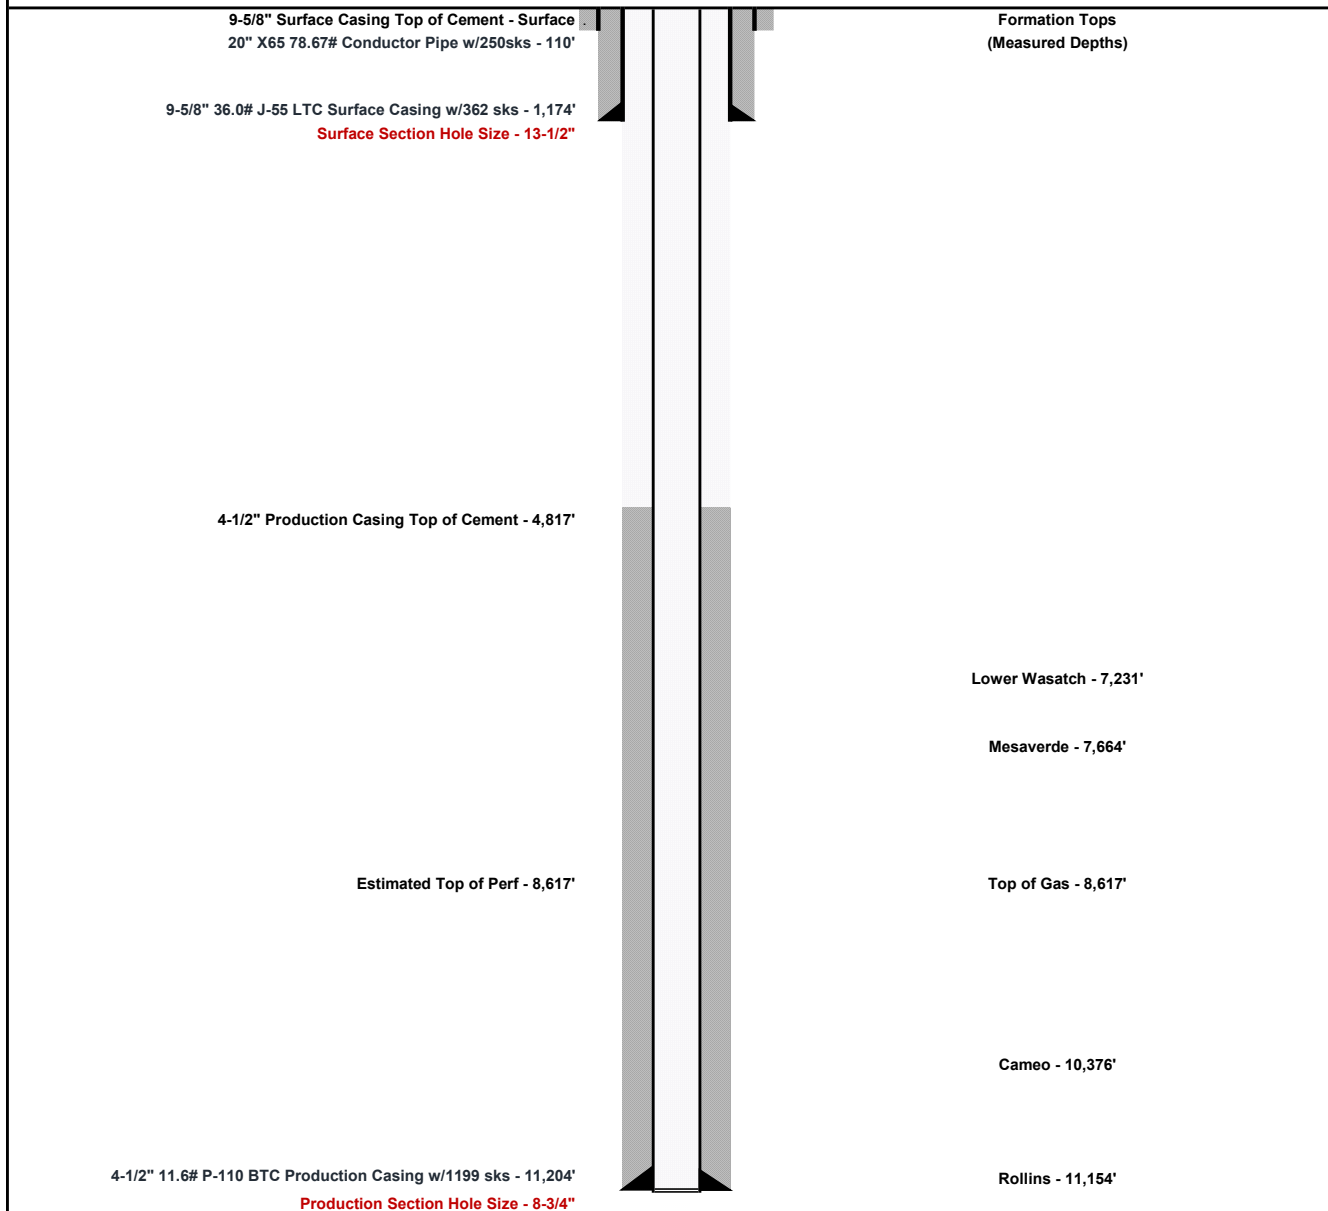 9-5/8" Surface Casing Top of Cement - Surface
20" X65 78.67# Conductor Pipe w/250sks - 110'
9-5/8" 36.0# J-55 LTC Surface Casing w/362 sks - 1,174'
Surface Section Hole Size - 13-1/2"
4-1/2" Production Casing Top of Cement - 4,817'
Estimated Top of Perf - 8,617'
4-1/2" 11.6# P-110 BTC Production Casing w/1199 sks - 11,204'
Production Section Hole Size - 8-3/4"
Formation Tops
(Measured Depths)
Lower Wasatch - 7,231'
Mesaverde - 7,664'
Top of Gas - 8,617'
Cameo - 10,376'
Rollins - 11,154'